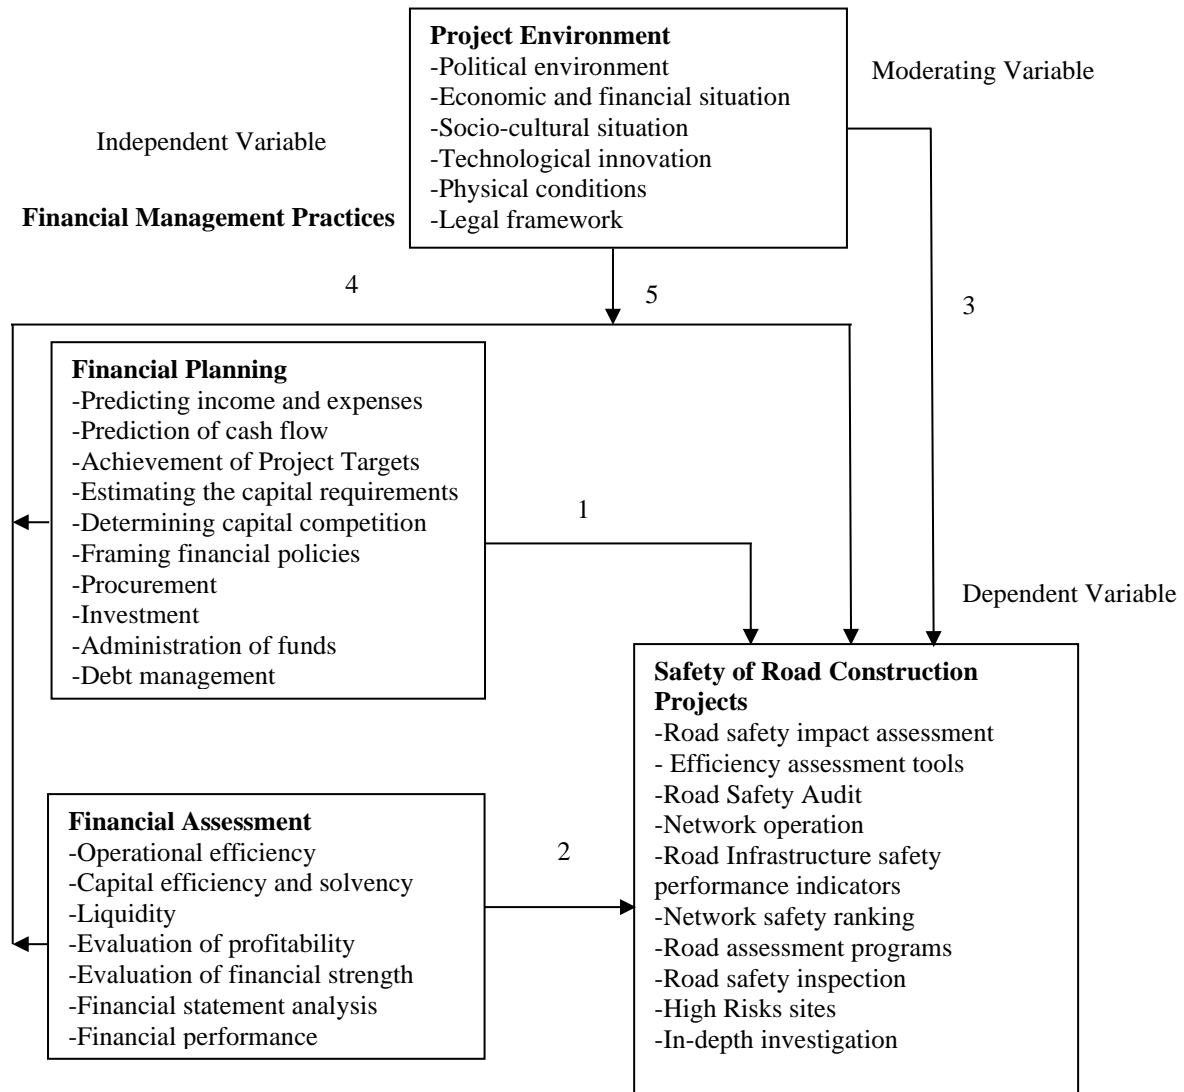 Project Environment
-Political environment
-Economic and financial situation
-Socio-cultural situation
-Technological innovation
-Physical conditions
-Legal framework
Moderating Variable
Independent Variable
Financial Management Practices
4
5
3
Financial Planning
-Predicting income and expenses
-Prediction of cash flow
-Achievement of Project Targets
-Estimating the capital requirements
-Determining capital competition
-Framing financial policies
-Procurement
-Investment
-Administration of funds
-Debt management
1
Dependent Variable
Safety of Road Construction
Projects
-Road safety impact assessment
- Efficiency assessment tools
-Road Safety Audit
-Network operation
-Road Infrastructure safety
performance indicators
-Network safety ranking
-Road assessment programs
-Road safety inspection
-High Risks sites
-In-depth investigation
Financial Assessment
-Operational efficiency
-Capital efficiency and solvency
-Liquidity
-Evaluation of profitability
-Evaluation of financial strength
-Financial statement analysis
-Financial performance
2